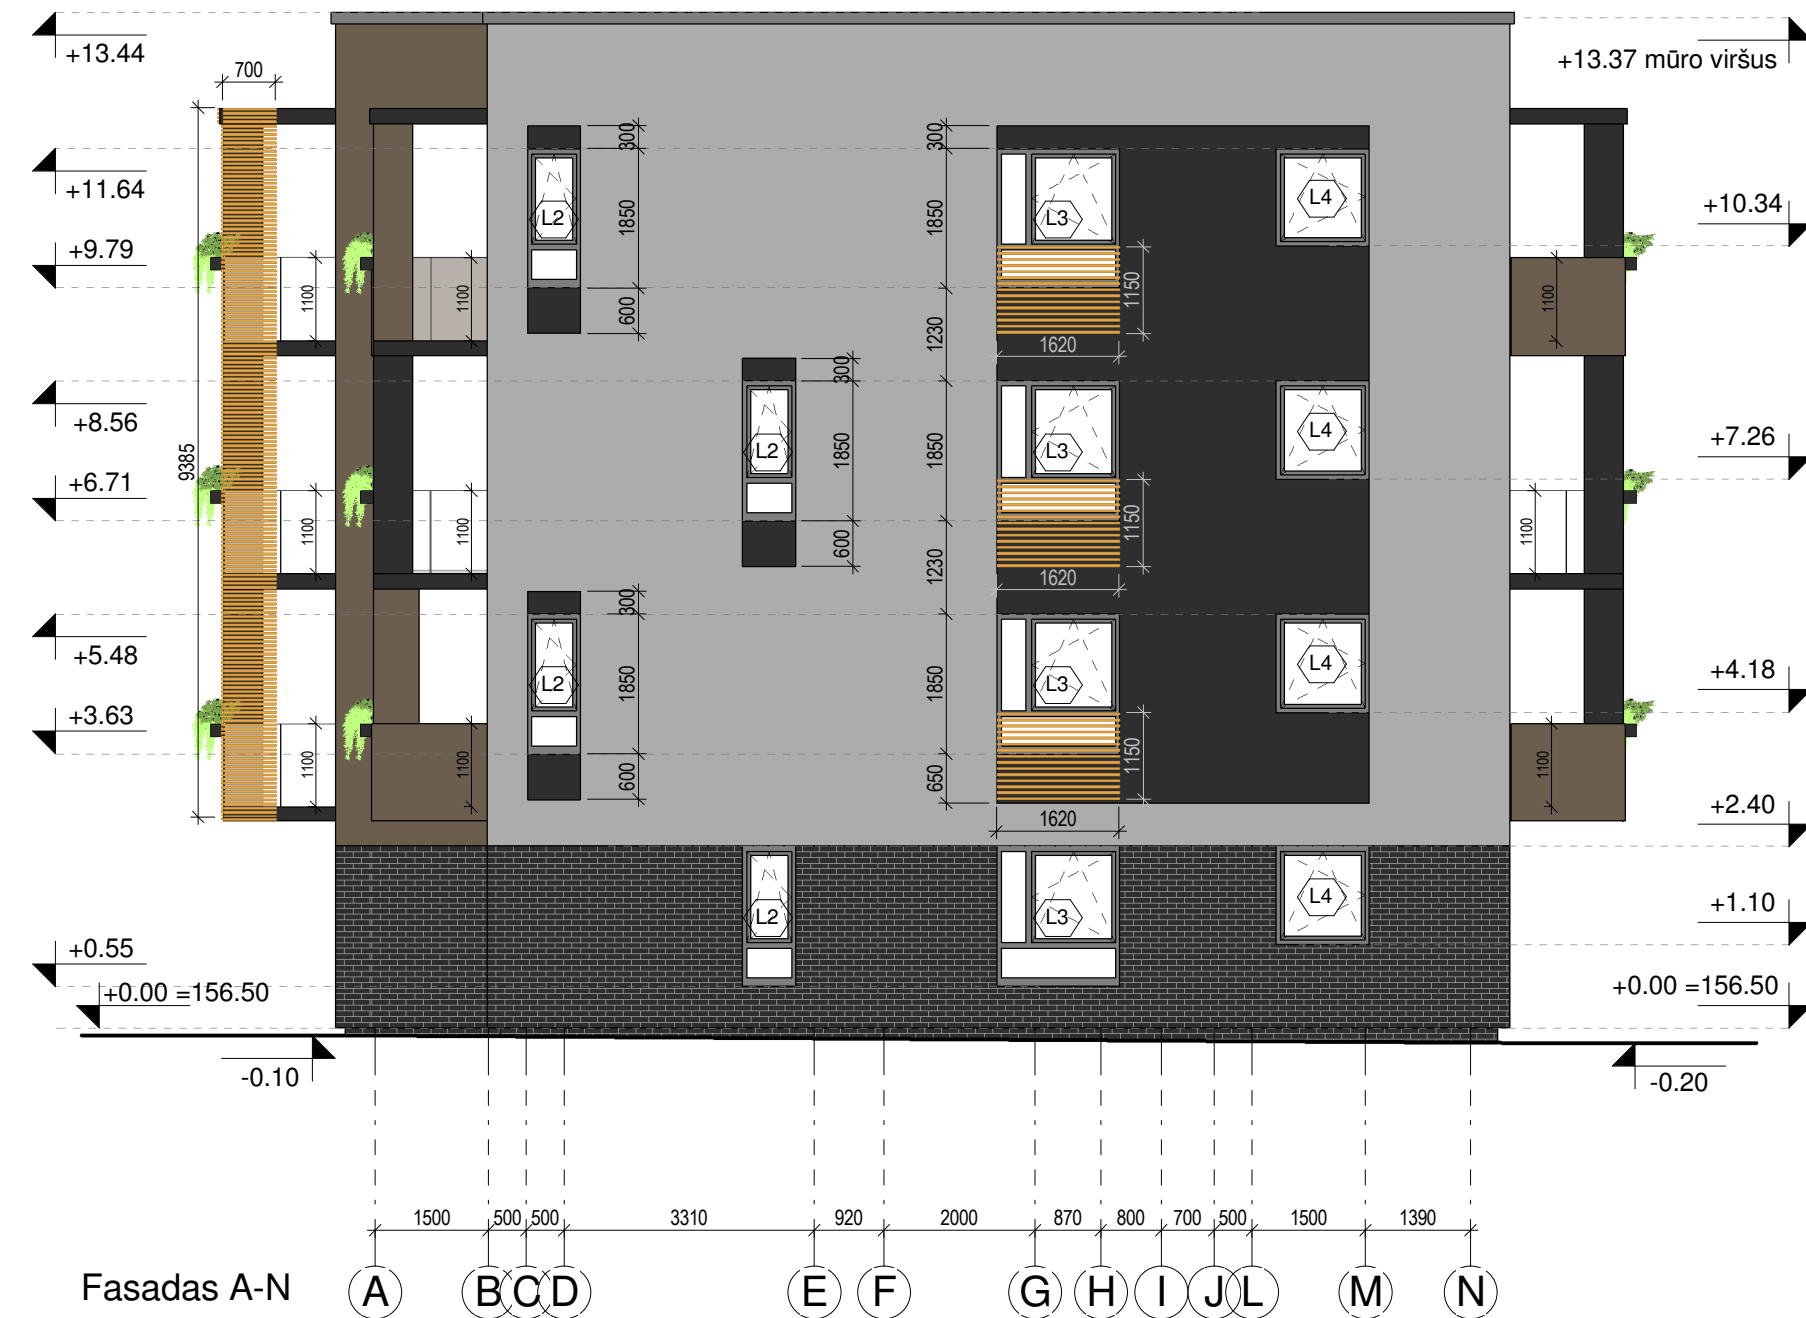 +13.44
+13.37 mūro viršus
700
300
300
+11.64
L2
1850
1850
L3
L4
+10.34
+9.79
1100
1100
600
1230
1150
1100
1620
300
+8.56
9385
L2
1850
1850
L3
L4
+7.26
+6.71
1100
1100
600
1230
1150
1100
1620
300
+5.48
L2
1850
1850
L3
L4
+4.18
+3.63
1100
1100
600
650
1150
1100
1620
+2.40
L2
L3
L4
+1.10
+0.55
+0.00 =156.50
+0.00 =156.50
-0.10
-0.20
1500
500
500
3310
920
2000
870
800
700
500
1500
1390
Fasadas A-N
A
B
C
D
E
F
G
H
I
J
L
M
N